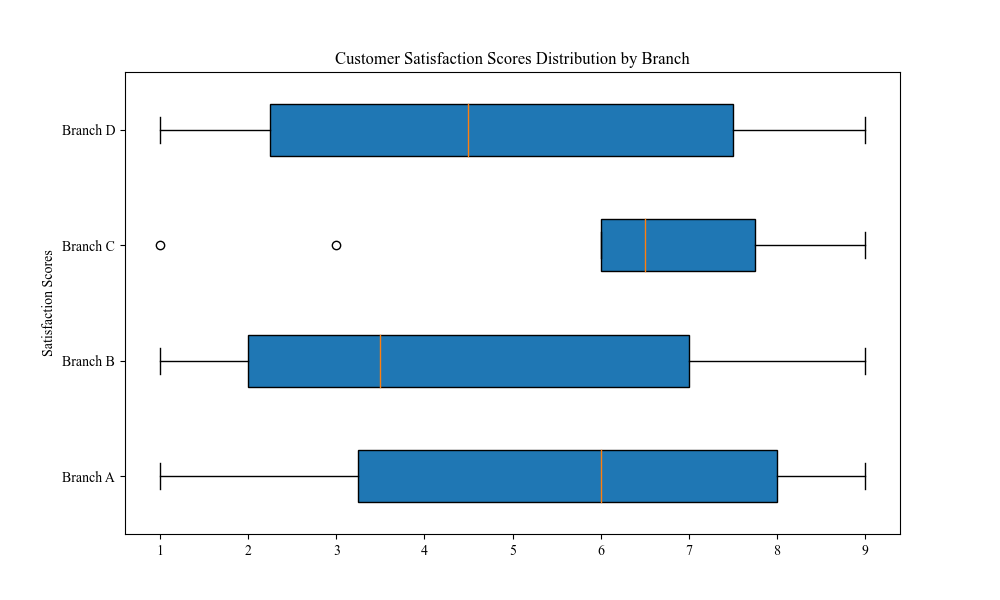 Customer Satisfaction Scores Distribution by Branch
Satisfaction Scores
Branch D
Branch C
Branch B
Branch A
1 2 3 4 5 6 7 8 9